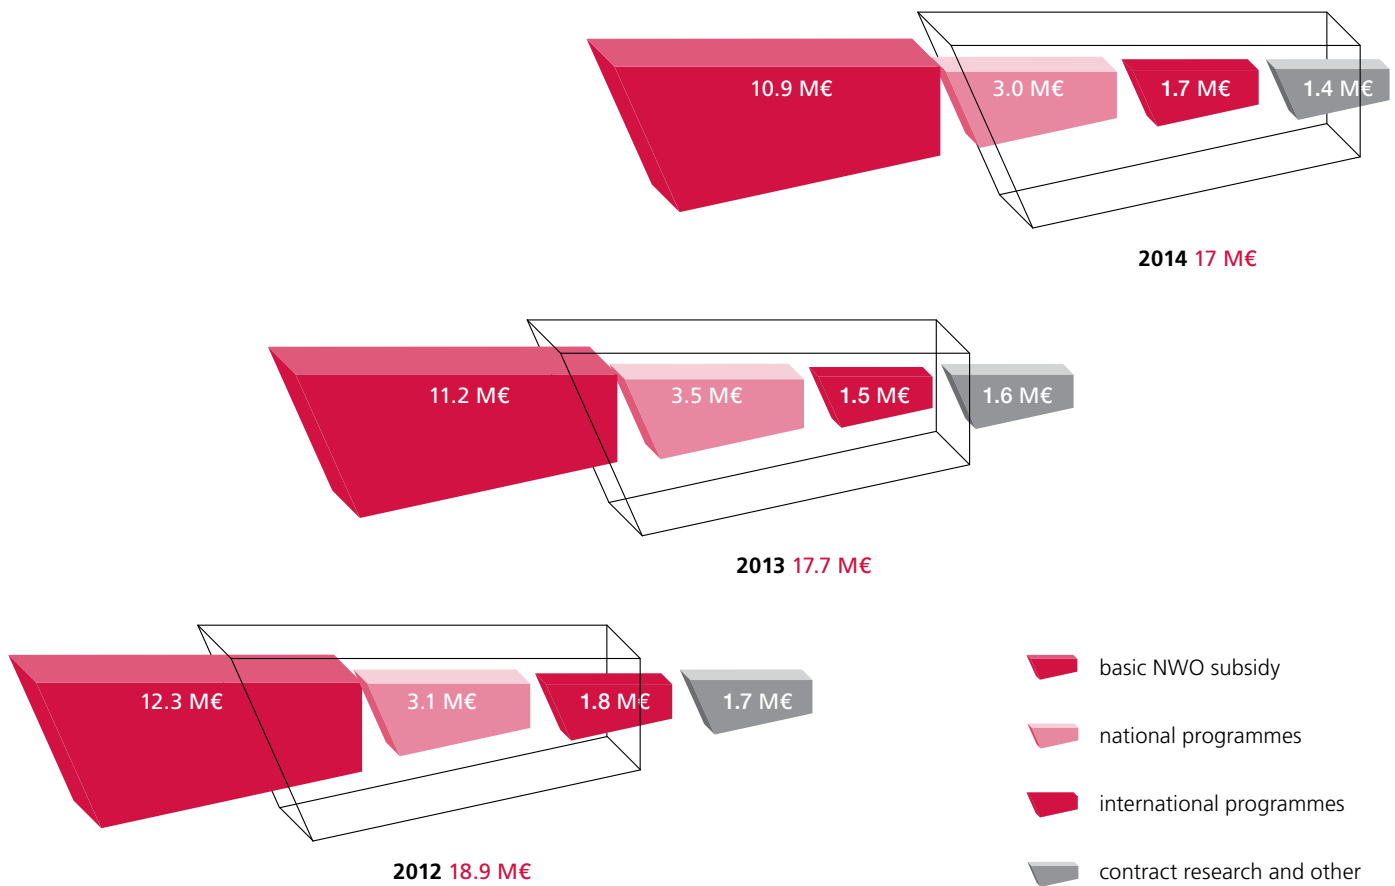 10.9 M€ 3.0 M€ 1.7 M€ 1.4 M€
2014 17 M€
11.2 M€ 3.5 M€ 1.5 M€ 1.6 M€
2013 17.7 M€
12.3 M€ 3.1 M€ 1.8 M€ 1.7 M€
2012 18.9 M€
basic NWO subsidy
national programmes
international programmes
contract research and other